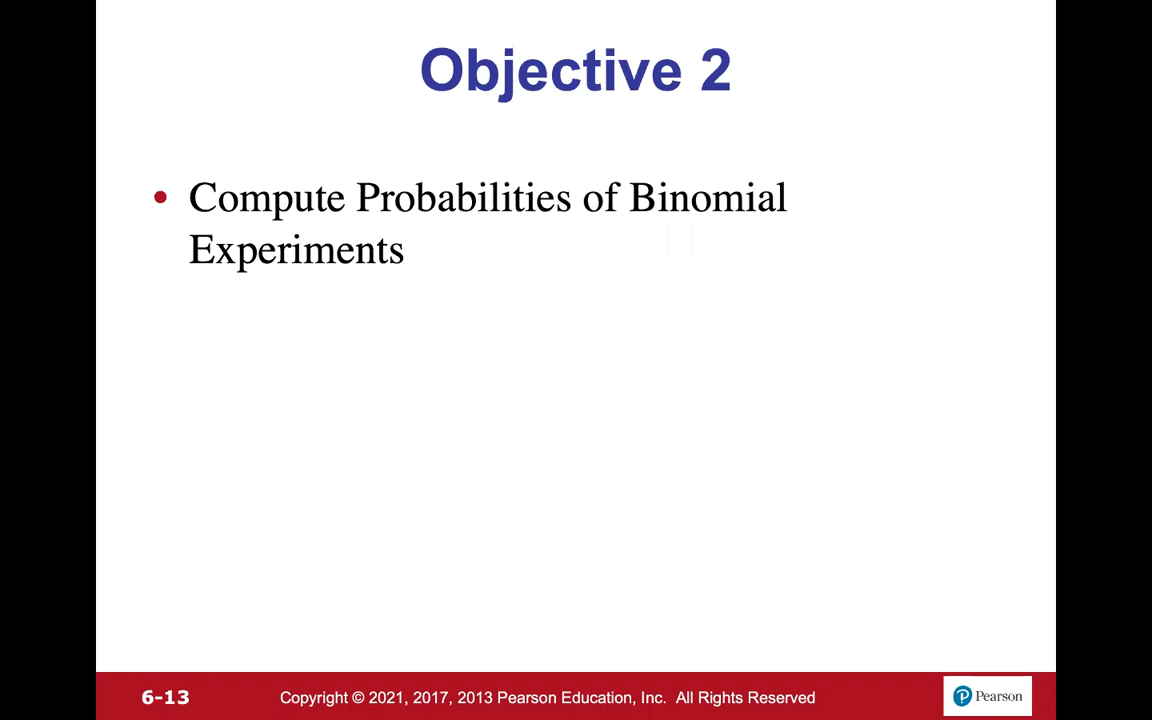 Objective 2
• Compute Probabilities of Binomial
Experiments
6-13
Copyright © 2021, 2017, 2013 Pearson Education, Inc. All Rights Reserved
P Pearson